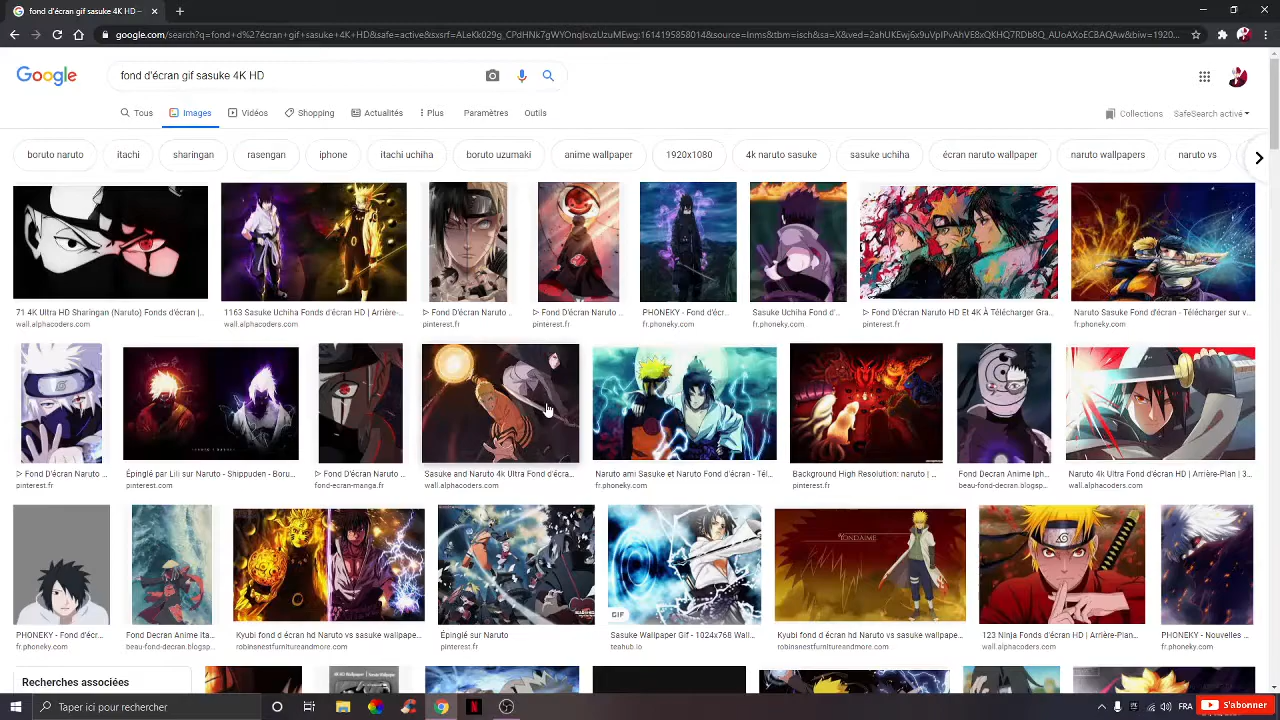 fond d'écran gif sasuke 4K HD –
google.com/search?q=fond+d%27écran+gif+sasuke+4K+HD&safe=active&sxsrf=ALeKk029g_CPdHNk7gWYOnqIsvzUzuMEwg:1614195858014&source=lnms&tbm=isch&sa=X&ved=2ahUKEwj6x9uVpIPvAhVE8xQKHQ7RDb8Q_AUoAXoECBAQAw&biw=1920...
Google
fond d'écran gif sasuke 4K HD
Tous
Images
Vidéos
Shopping
Actualités
Plus
Paramètres
Outils
Collections
SafeSearch activé
boruto naruto
itachi
sharingan
rasengan
iphone
itachi uchiha
boruto uzumaki
anime wallpaper
1920x1080
4k naruto sasuke
sasuke uchiha
écran naruto wallpaper
naruto wallpapers
naruto vs
71 4K Ultra HD Sharingan (Naruto) Fonds d'écran |...
wall.alphacoders.com
1163 Sasuke Uchiha Fonds d'écran HD | Arrière-...
wall.alphacoders.com
▷ Fond D'écran Naruto ...
pinterest.fr
▷ Fond D'écran Naruto ...
pinterest.fr
PHONEKY - Fond d'écr...
fr.phoneky.com
Sasuke Uchiha Fond d'...
fr.phoneky.com
▷ Fond D'écran Naruto HD Et 4K À Télécharger Gra...
pinterest.fr
Naruto Sasuke Fond d'écran - Télécharger sur v...
fr.phoneky.com
▷ Fond D'écran Naruto ...
pinterest.fr
Épinglé par Lili sur Naruto - Shippuden - Boru...
pinterest.com
▷ Fond D'écran Naruto ...
fond-ecran-manga.fr
Sasuke and Naruto 4k Ultra Fond d'écra...
wall.alphacoders.com
Naruto ami Sasuke et Naruto Fond d'écran - Tél...
fr.phoneky.com
Background High Resolution: naruto | ...
pinterest.fr
Fond Decran Anime Iph...
beau-fond-decran.blogsp...
Naruto 4k Ultra Fond d'écran HD | Arrière-Plan | 3...
wall.alphacoders.com
YONDAIME
GIF
PHONEKY - Fond d'écr...
fr.phoneky.com
Fond Decran Anime Ita...
beau-fond-decran.blogsp...
Kyubi fond d écran hd Naruto vs sasuke wallpape...
robinsnestfurnitureandmore.com
Épinglé sur Naruto
pinterest.fr
Sasuke Wallpaper Gif - 1024x768 Wall...
teahub.io
Kyubi fond d écran hd Naruto vs sasuke wallpape...
robinsnestfurnitureandmore.com
123 Ninja Fonds d'écran HD | Arrière-Plan...
wall.alphacoders.com
PHONEKY - Nouvelles ...
fr.phoneky.com
Recherches associées
Taper ici pour rechercher
FRA
S'abonner